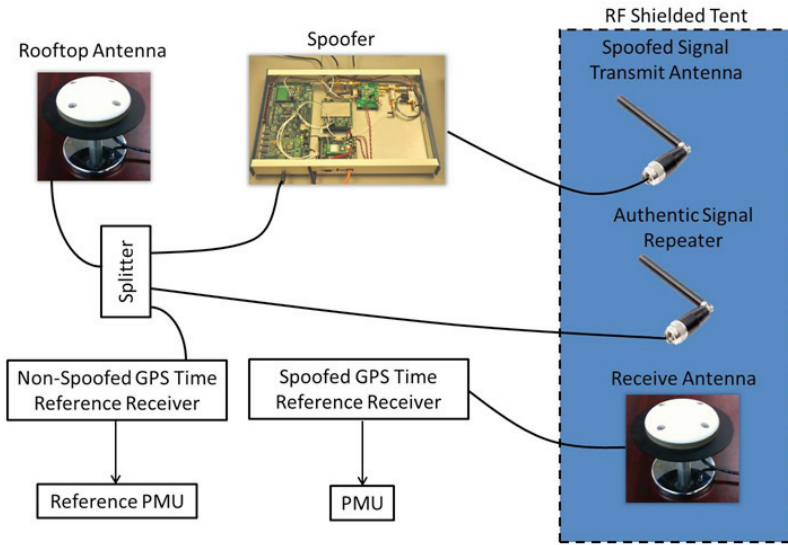 RF Shielded Tent
Rooftop Antenna
Spoofer
Spoofed Signal
Transmit Antenna
Authentic Signal
Repeater
Splitter
Non-Spoofed GPS Time
Reference Receiver
Spoofed GPS Time
Reference Receiver
Receive Antenna
Reference PMU
PMU